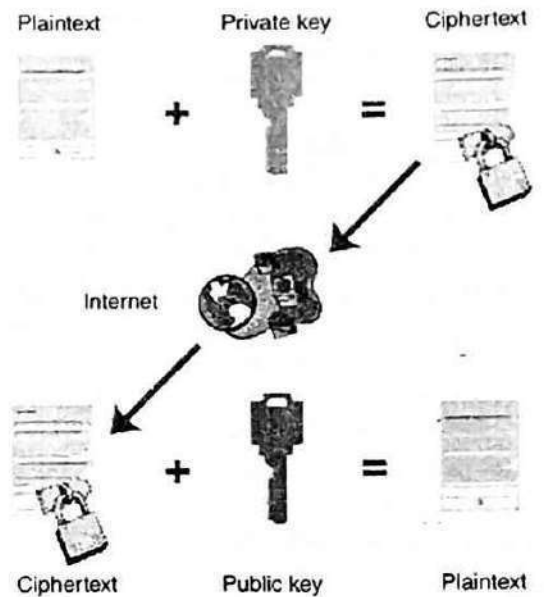 Plaintext Private key Ciphertext
+ =
Internet
+ =
Ciphertext Public key Plaintext